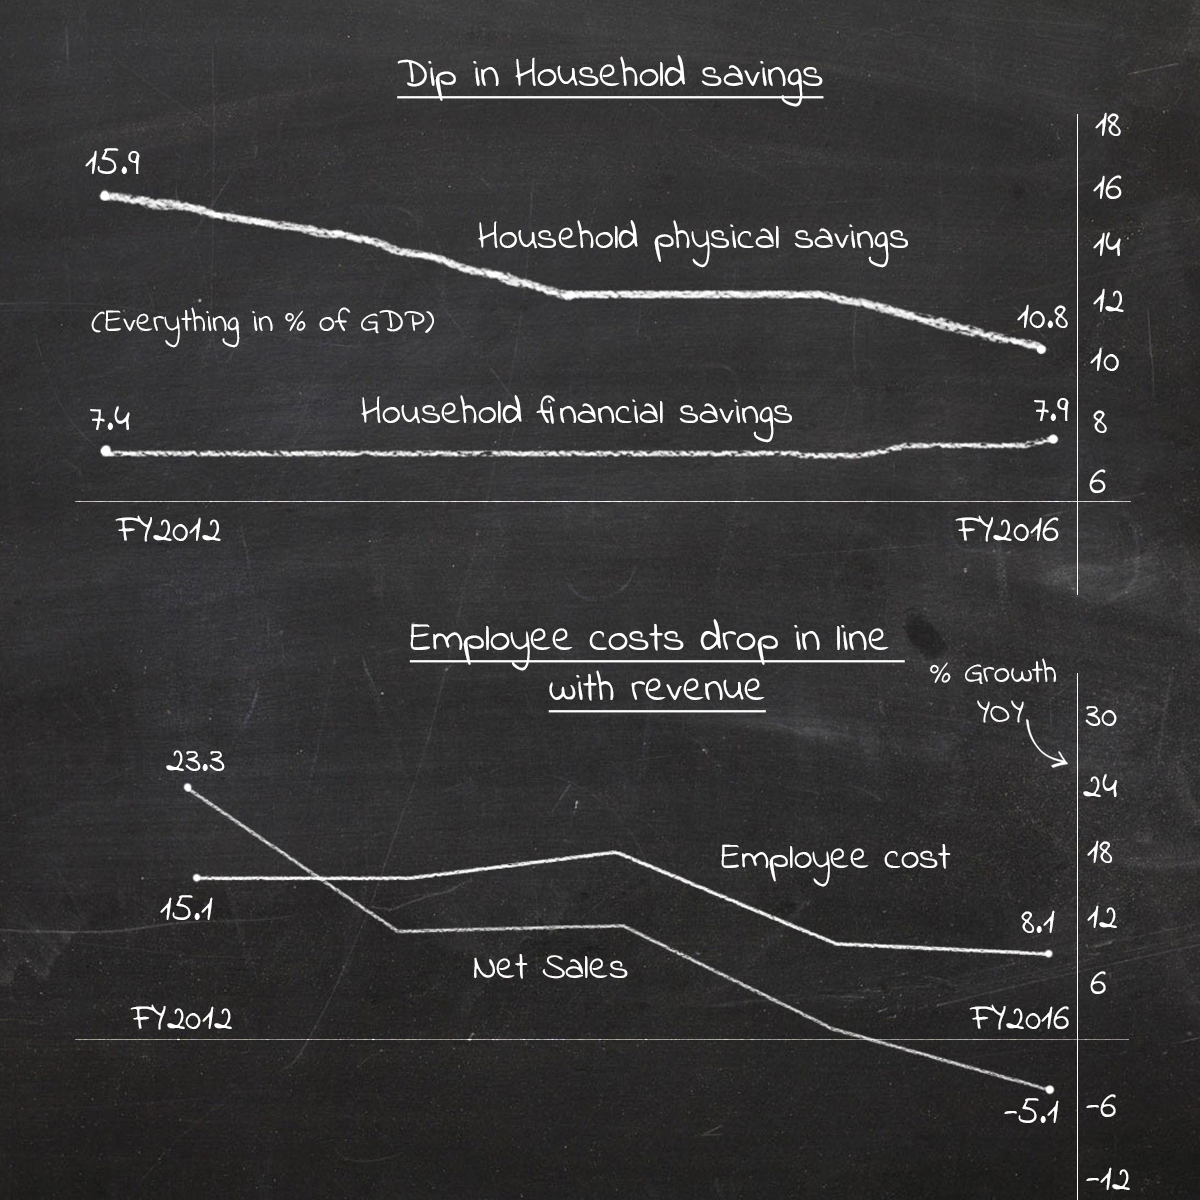 Dip in Household savings
18
15.9
16
Household physical savings
14
12
(Everything in % of GDP)
10.8
10
Household financial savings
7.4
7.9
8
6
FY2012
FY2016
Employee costs drop in line
with revenue
% Growth
YOY
30
23.3
24
Employee cost
18
15.1
8.1
12
Net Sales
6
FY2012
FY2016
-5.1
-6
-12